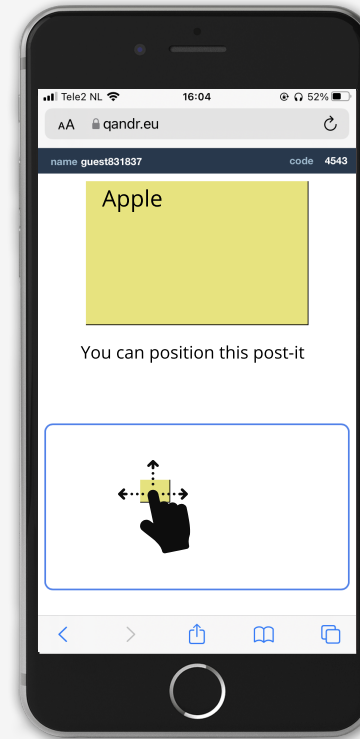 Tele2 NL 16:04 52%
AA qandr.eu
name guest831837 code 4543
Apple
You can position this post-it